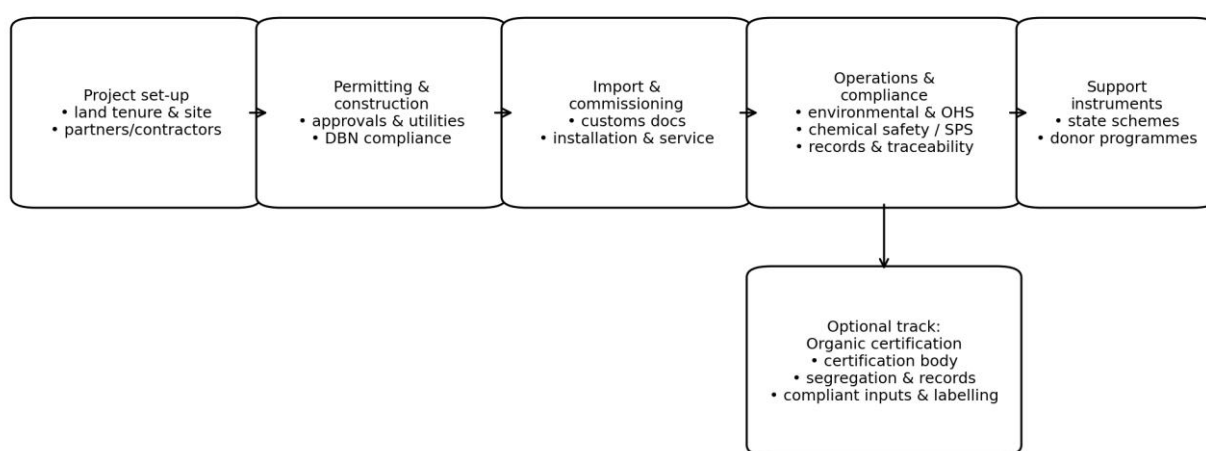 Project set-up
• land tenure & site
• partners/contractors
Permitting &
construction
• approvals & utilities
• DBN compliance
Import &
commissioning
• customs docs
• installation & service
Operations &
compliance
• environmental & OHS
• chemical safety / SPS
• records & traceability
Support
instruments
• state schemes
• donor programmes
Optional track:
Organic certification
• certification body
• segregation & records
• compliant inputs & labelling